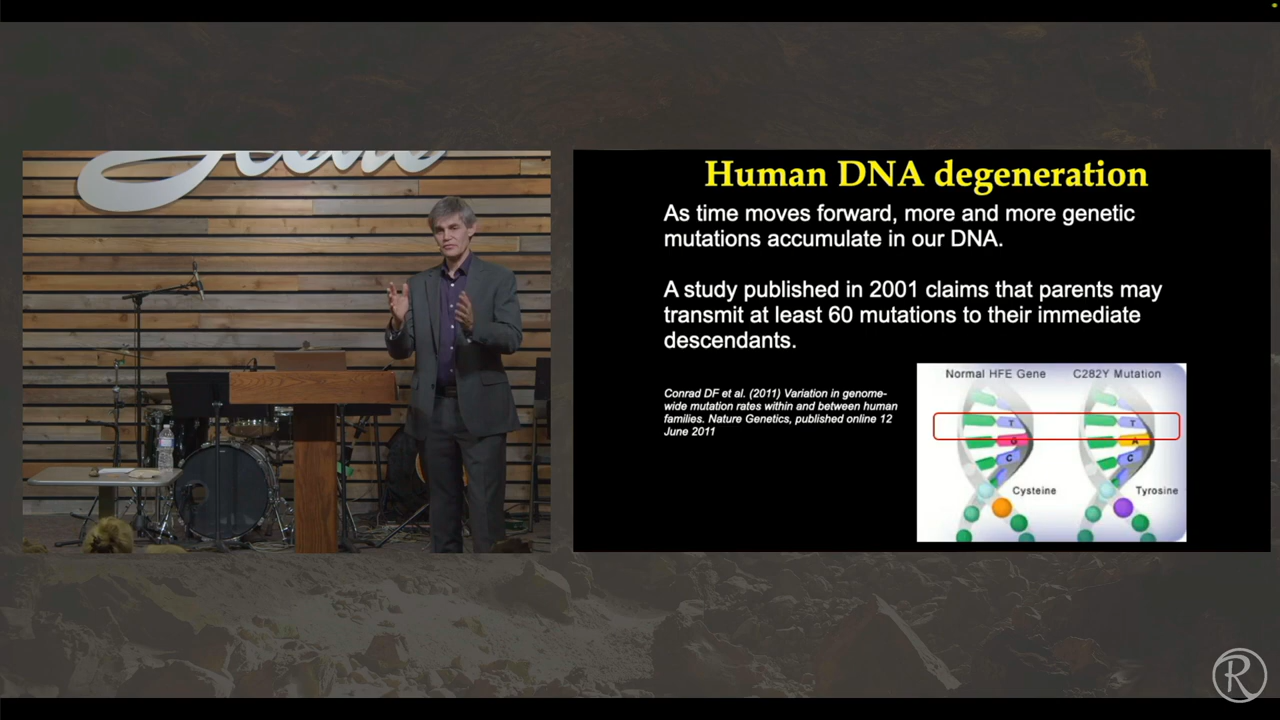 Human DNA degeneration
As time moves forward, more and more genetic
mutations accumulate in our DNA.
A study published in 2001 claims that parents may
transmit at least 60 mutations to their immediate
descendants.
Conrad DF et al. (2011) Variation in genome-
wide mutation rates within and between human
families. Nature Genetics, published online 12
June 2011
Normal HFE Gene
C282Y Mutation
T
T
G
A
C
C
Cysteine
Tyrosine
R